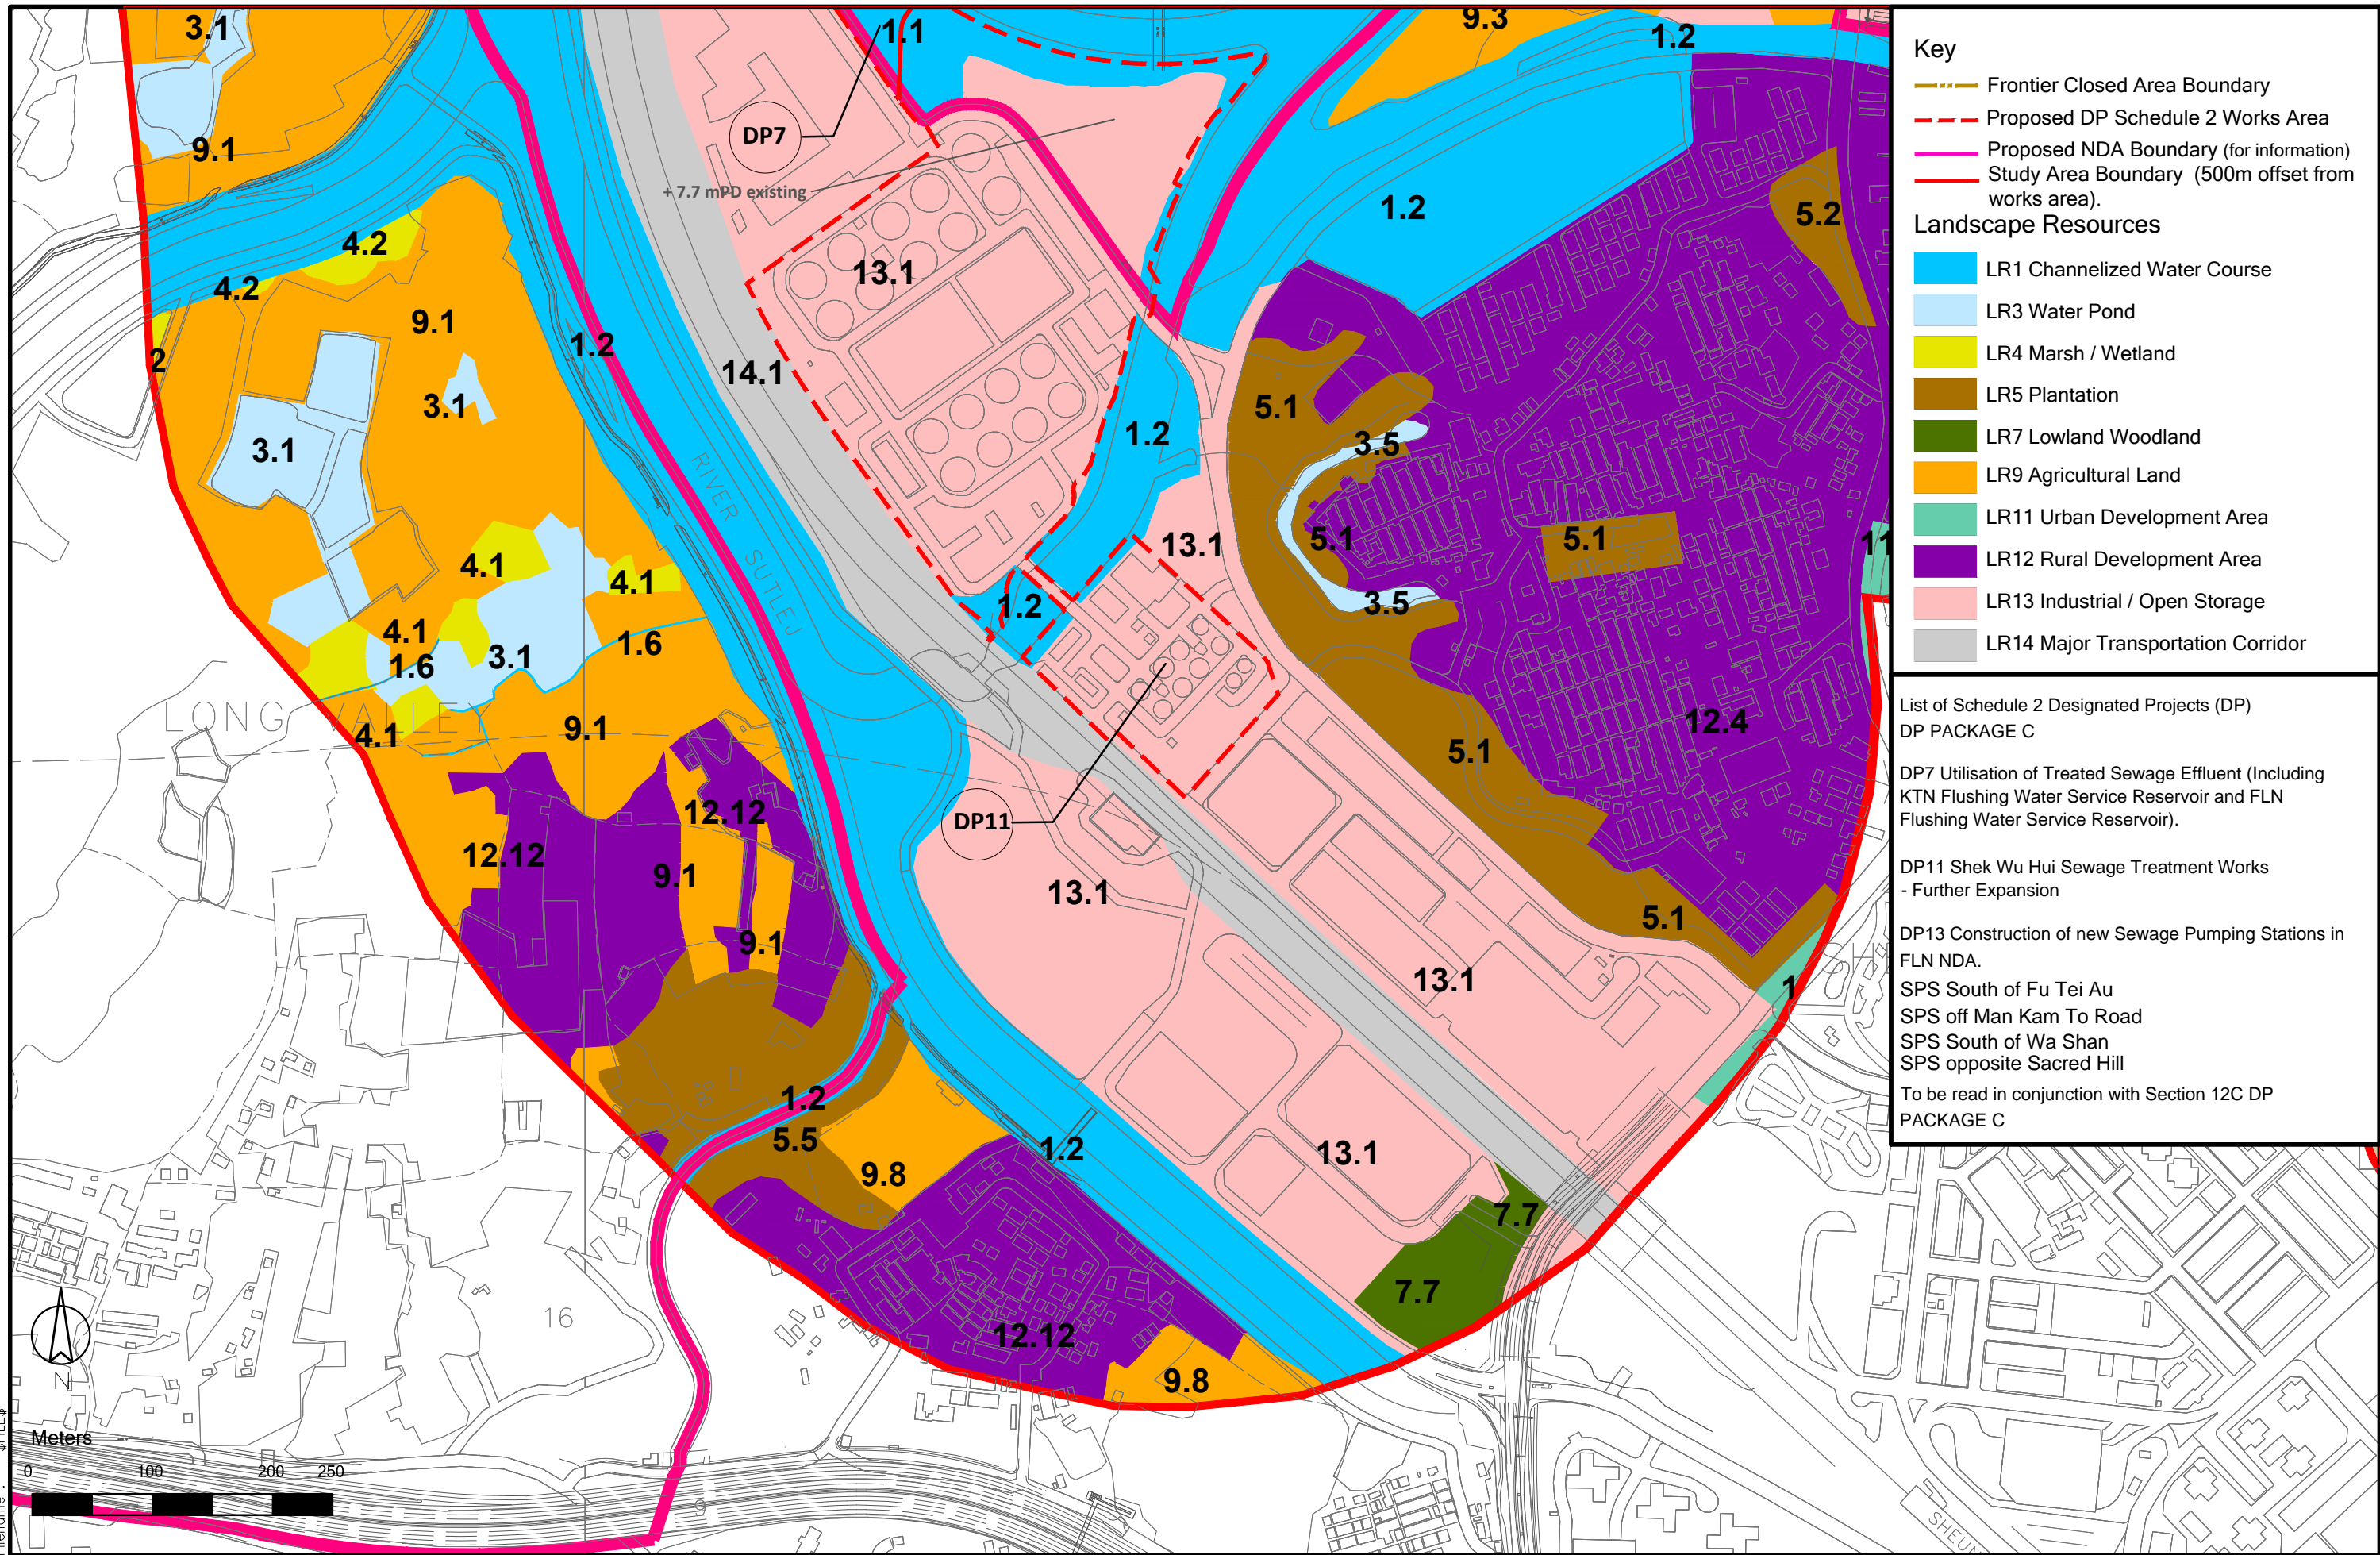 3.1
9.1
1.1
9.3
1.2
DP7
+ 7.7 mPD existing
4.2
4.2
9.1
13.1
1.2
5.2
2
1.2
14.1
3.1
3.1
5.1
1.2
3.5
RIVER SUTLEJ
4.1
4.1
13.1
5.1
5.1
11
4.1
1.2
3.5
1.6
1.6
3.1
LONG VALLEY
4.1
9.1
12.4
5.1
12.12
DP11
12.12
9.1
13.1
9.1
5.1
13.1
1
1.2
5.5
1.2
9.8
13.1
7.7
7.7
16
12.12
9.8
N
Meters
0 100 200 250
9
SHEUN
Key
Frontier Closed Area Boundary
Proposed DP Schedule 2 Works Area
Proposed NDA Boundary (for information)
Study Area Boundary (500m offset from
works area).
Landscape Resources
LR1 Channelized Water Course
LR3 Water Pond
LR4 Marsh / Wetland
LR5 Plantation
LR7 Lowland Woodland
LR9 Agricultural Land
LR11 Urban Development Area
LR12 Rural Development Area
LR13 Industrial / Open Storage
LR14 Major Transportation Corridor
List of Schedule 2 Designated Projects (DP)
DP PACKAGE C
DP7 Utilisation of Treated Sewage Effluent (Including
KTN Flushing Water Service Reservoir and FLN
Flushing Water Service Reservoir).
DP11 Shek Wu Hui Sewage Treatment Works
- Further Expansion
DP13 Construction of new Sewage Pumping Stations in
FLN NDA.
SPS South of Fu Tei Au
SPS off Man Kam To Road
SPS South of Wa Shan
SPS opposite Sacred Hill
To be read in conjunction with Section 12C DP
PACKAGE C